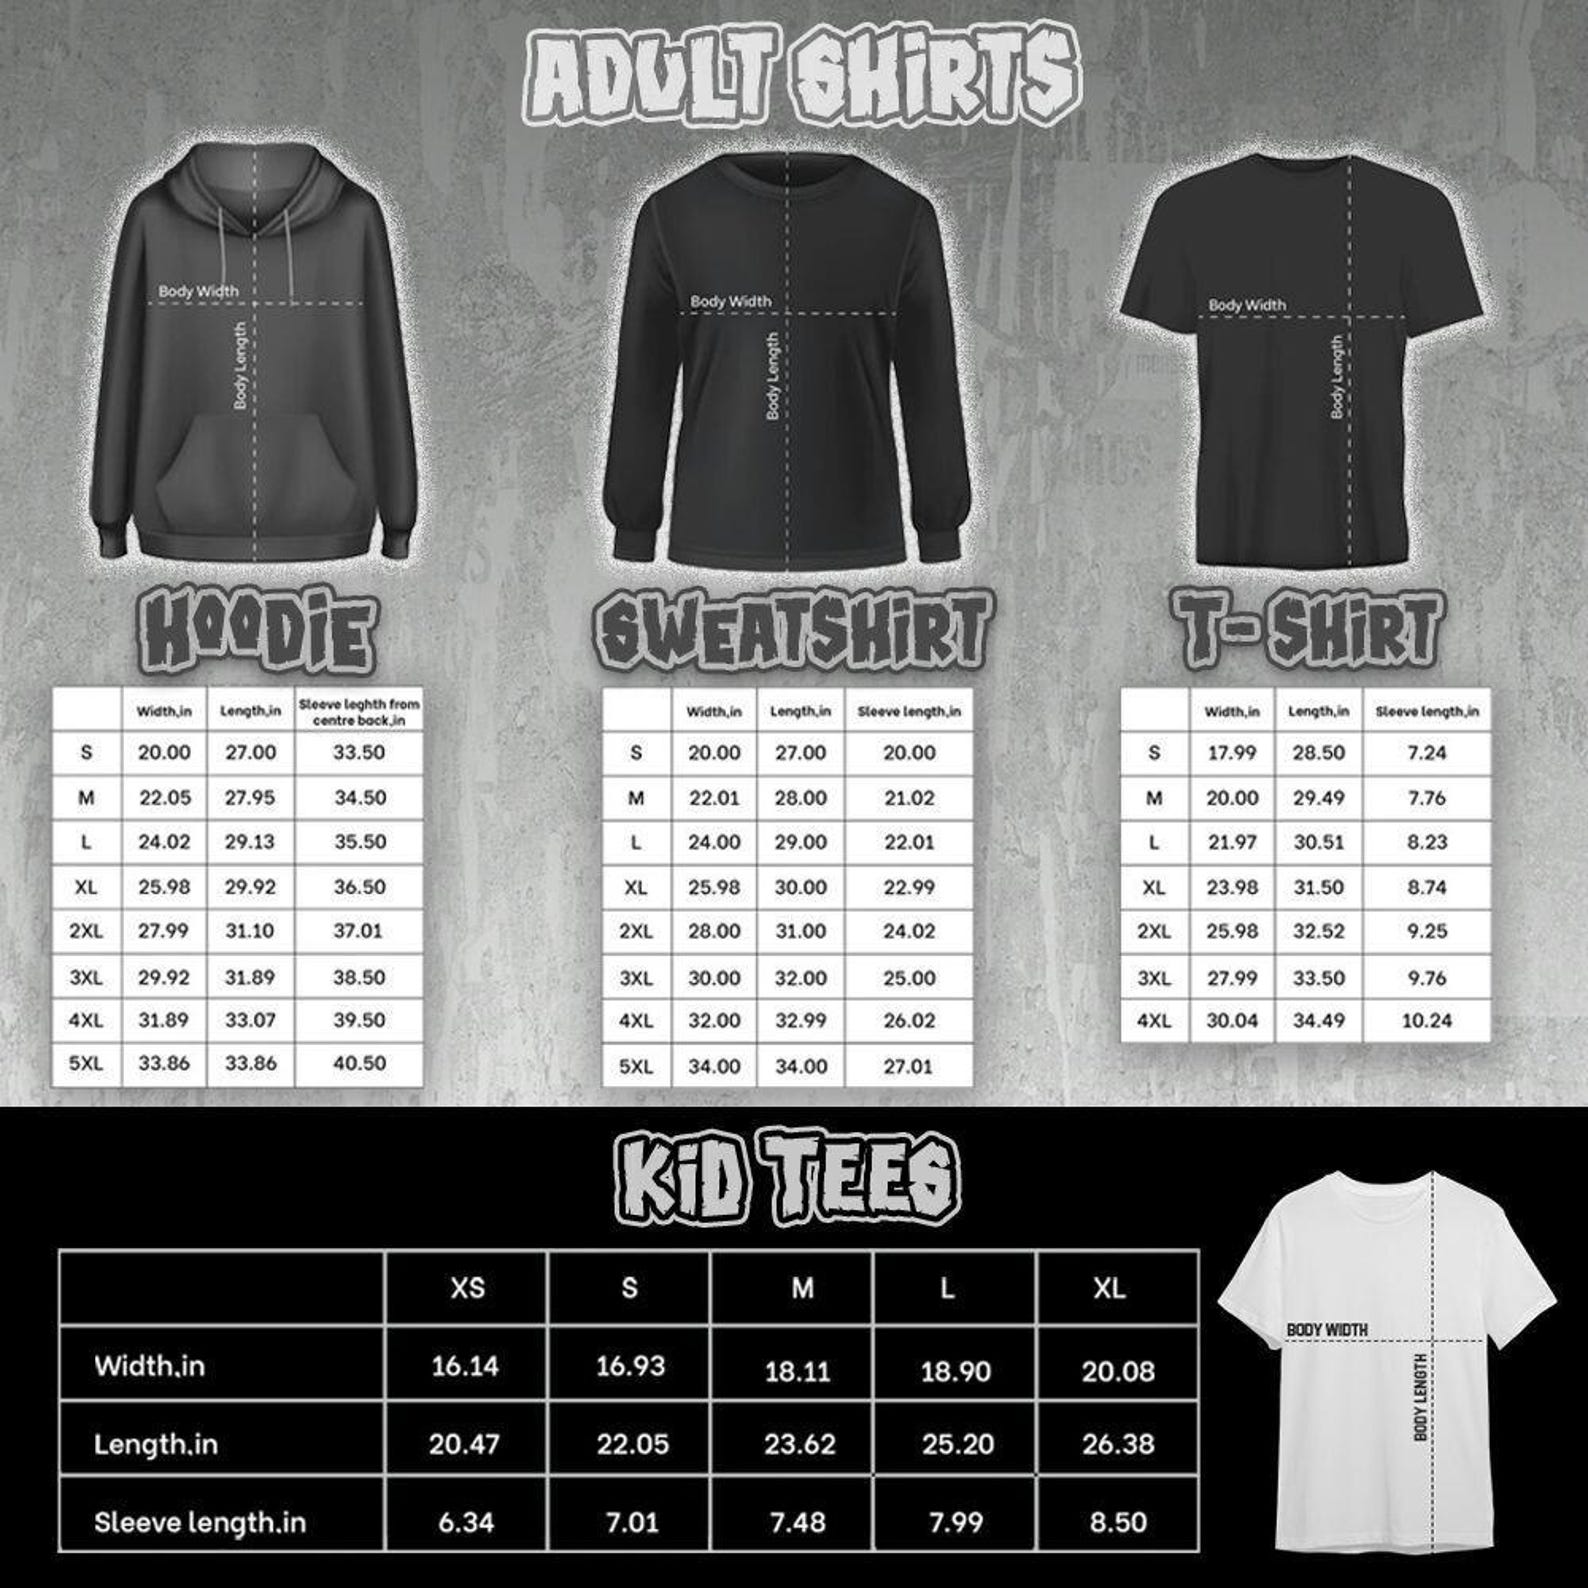 ADULT SHiRTS
Body Width
Body Length
Body Width
Body Length
Body Width
Body Length
HOODiE
Width,in Length,in Sleeve leghth from centre back,in
S 20.00 27.00 33.50
M 22.05 27.95 34.50
L 24.02 29.13 35.50
XL 25.98 29.92 36.50
2XL 27.99 31.10 37.01
3XL 29.92 31.89 38.50
4XL 31.89 33.07 39.50
5XL 33.86 33.86 40.50
SWEATSHiRT
Width,in Length,in Sleeve length,in
S 20.00 27.00 20.00
M 22.01 28.00 21.02
L 24.00 29.00 22.01
XL 25.98 30.00 22.99
2XL 28.00 31.00 24.02
3XL 30.00 32.00 25.00
4XL 32.00 32.99 26.02
5XL 34.00 34.00 27.01
T- SHiRT
Width,in Length,in Sleeve length,in
S 17.99 28.50 7.24
M 20.00 29.49 7.76
L 21.97 30.51 8.23
XL 23.98 31.50 8.74
2XL 25.98 32.52 9.25
3XL 27.99 33.50 9.76
4XL 30.04 34.49 10.24
KiD TEES
XS S M L XL
Width,in 16.14 16.93 18.11 18.90 20.08
Length,in 20.47 22.05 23.62 25.20 26.38
Sleeve length,in 6.34 7.01 7.48 7.99 8.50
BODY WIDTH
BODY LENGTH